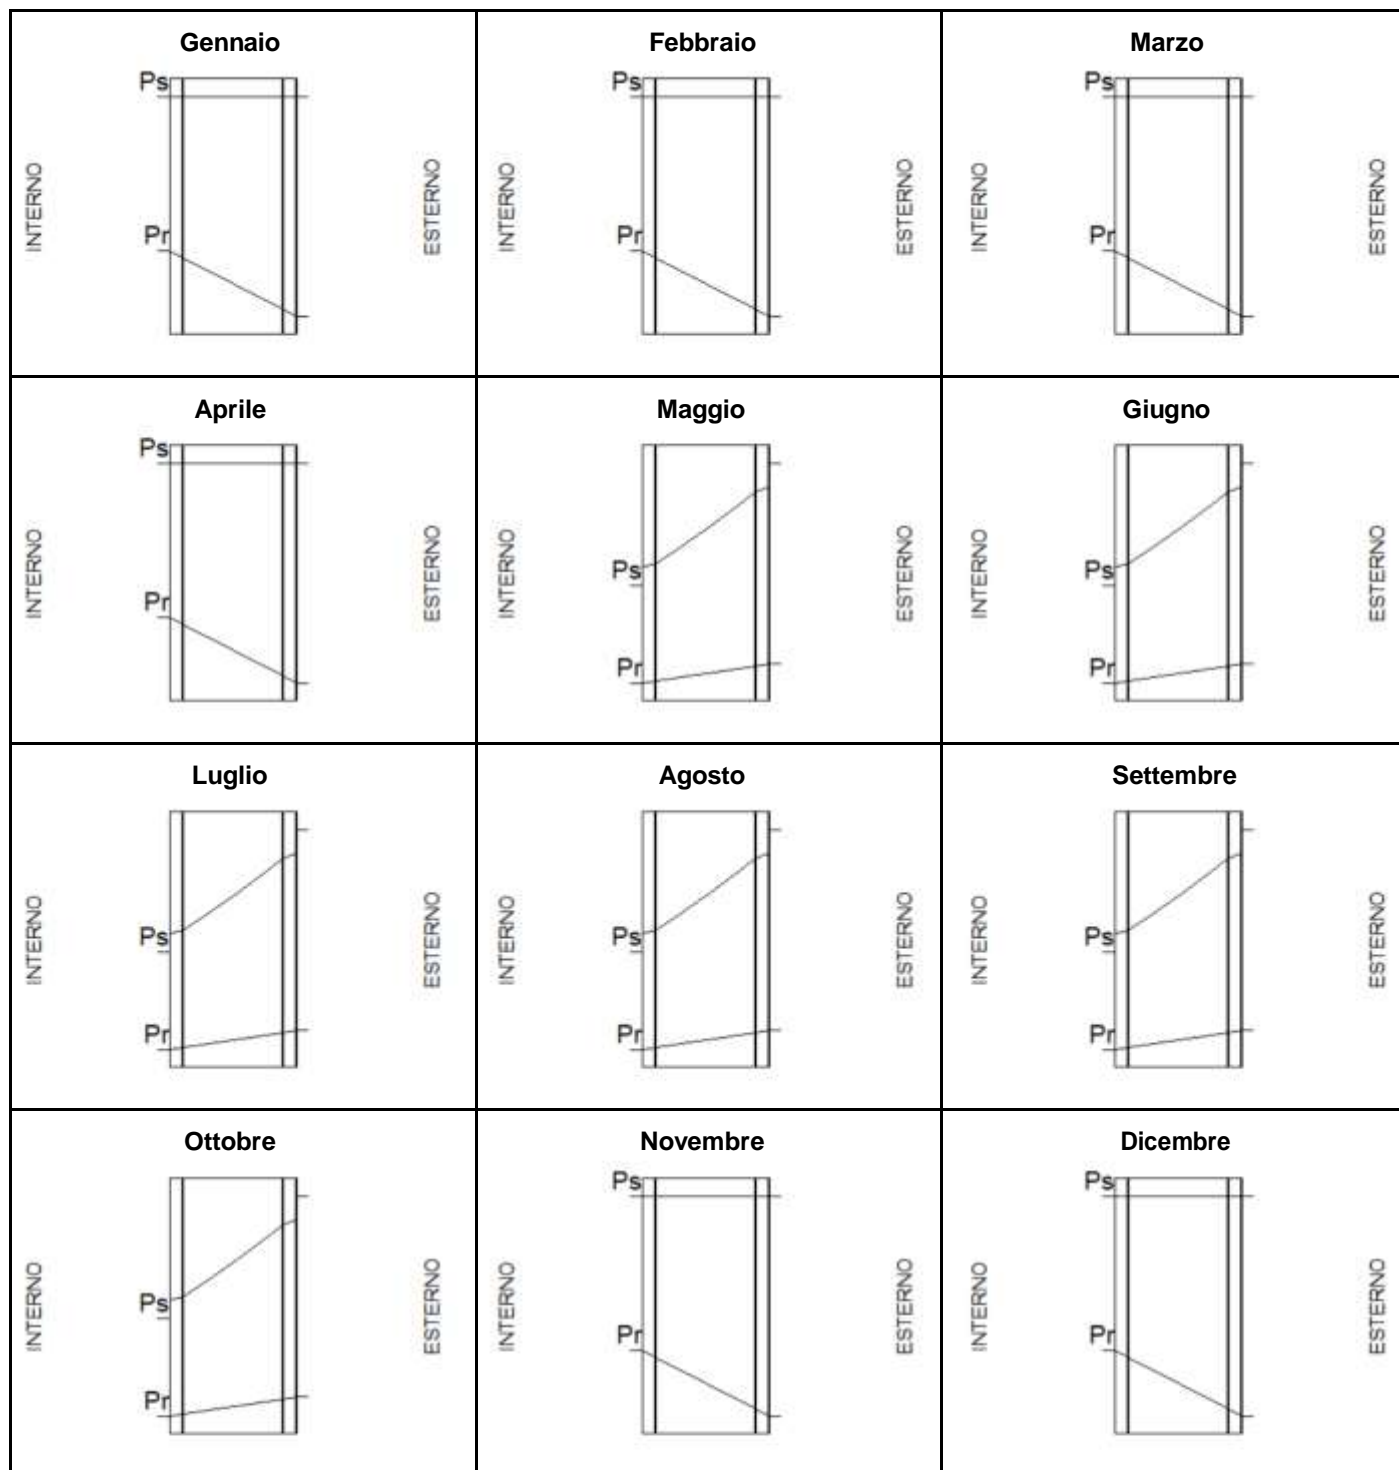 Gennaio
Ps
Pr
INTERNO
ESTERNO
Febbraio
Ps
Pr
INTERNO
ESTERNO
Marzo
Ps
Pr
INTERNO
ESTERNO
Aprile
Ps
Pr
INTERNO
ESTERNO
Maggio
Ps
Pr
INTERNO
ESTERNO
Giugno
Ps
Pr
INTERNO
ESTERNO
Luglio
Ps
Pr
INTERNO
ESTERNO
Agosto
Ps
Pr
INTERNO
ESTERNO
Settembre
Ps
Pr
INTERNO
ESTERNO
Ottobre
Ps
Pr
INTERNO
ESTERNO
Novembre
Ps
Pr
INTERNO
ESTERNO
Dicembre
Ps
Pr
INTERNO
ESTERNO